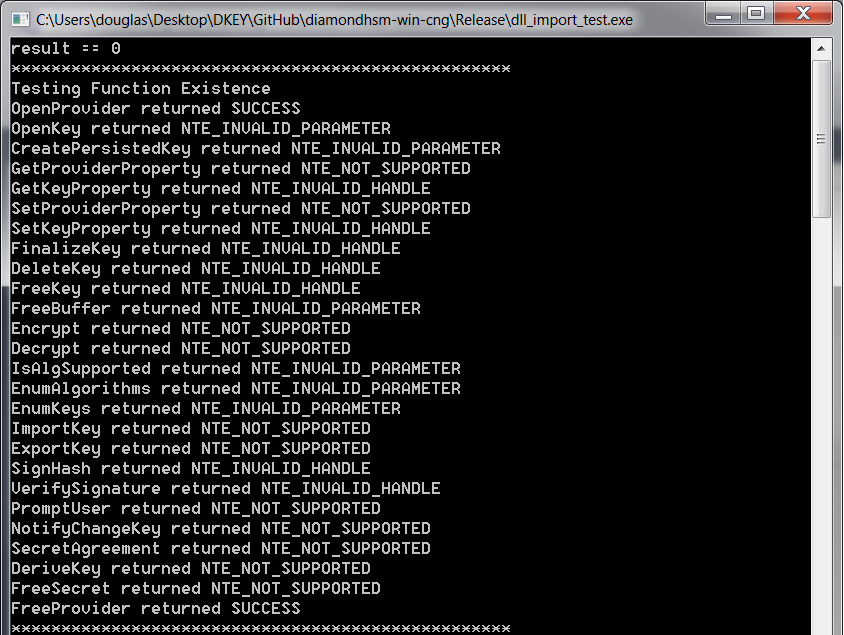 C:\Users\douglas\Desktop\DKEY\GitHub\diamondhsm-win-cng\Release\dll_import_test.exe
result == 0
**************************************************
Testing Function Existence
OpenProvider returned SUCCESS
OpenKey returned NTE_INVALID_PARAMETER
CreatePersistedKey returned NTE_INVALID_PARAMETER
GetProviderProperty returned NTE_NOT_SUPPORTED
GetKeyProperty returned NTE_INVALID_HANDLE
SetProviderProperty returned NTE_NOT_SUPPORTED
SetKeyProperty returned NTE_INVALID_HANDLE
FinalizeKey returned NTE_INVALID_HANDLE
DeleteKey returned NTE_INVALID_HANDLE
FreeKey returned NTE_INVALID_HANDLE
FreeBuffer returned NTE_INVALID_PARAMETER
Encrypt returned NTE_NOT_SUPPORTED
Decrypt returned NTE_NOT_SUPPORTED
IsAlgSupported returned NTE_INVALID_PARAMETER
EnumAlgorithms returned NTE_INVALID_PARAMETER
EnumKeys returned NTE_INVALID_PARAMETER
ImportKey returned NTE_NOT_SUPPORTED
ExportKey returned NTE_NOT_SUPPORTED
SignHash returned NTE_INVALID_HANDLE
VerifySignature returned NTE_INVALID_HANDLE
PromptUser returned NTE_NOT_SUPPORTED
NotifyChangeKey returned NTE_NOT_SUPPORTED
SecretAgreement returned NTE_NOT_SUPPORTED
DeriveKey returned NTE_NOT_SUPPORTED
FreeSecret returned NTE_NOT_SUPPORTED
FreeProvider returned SUCCESS
**************************************************